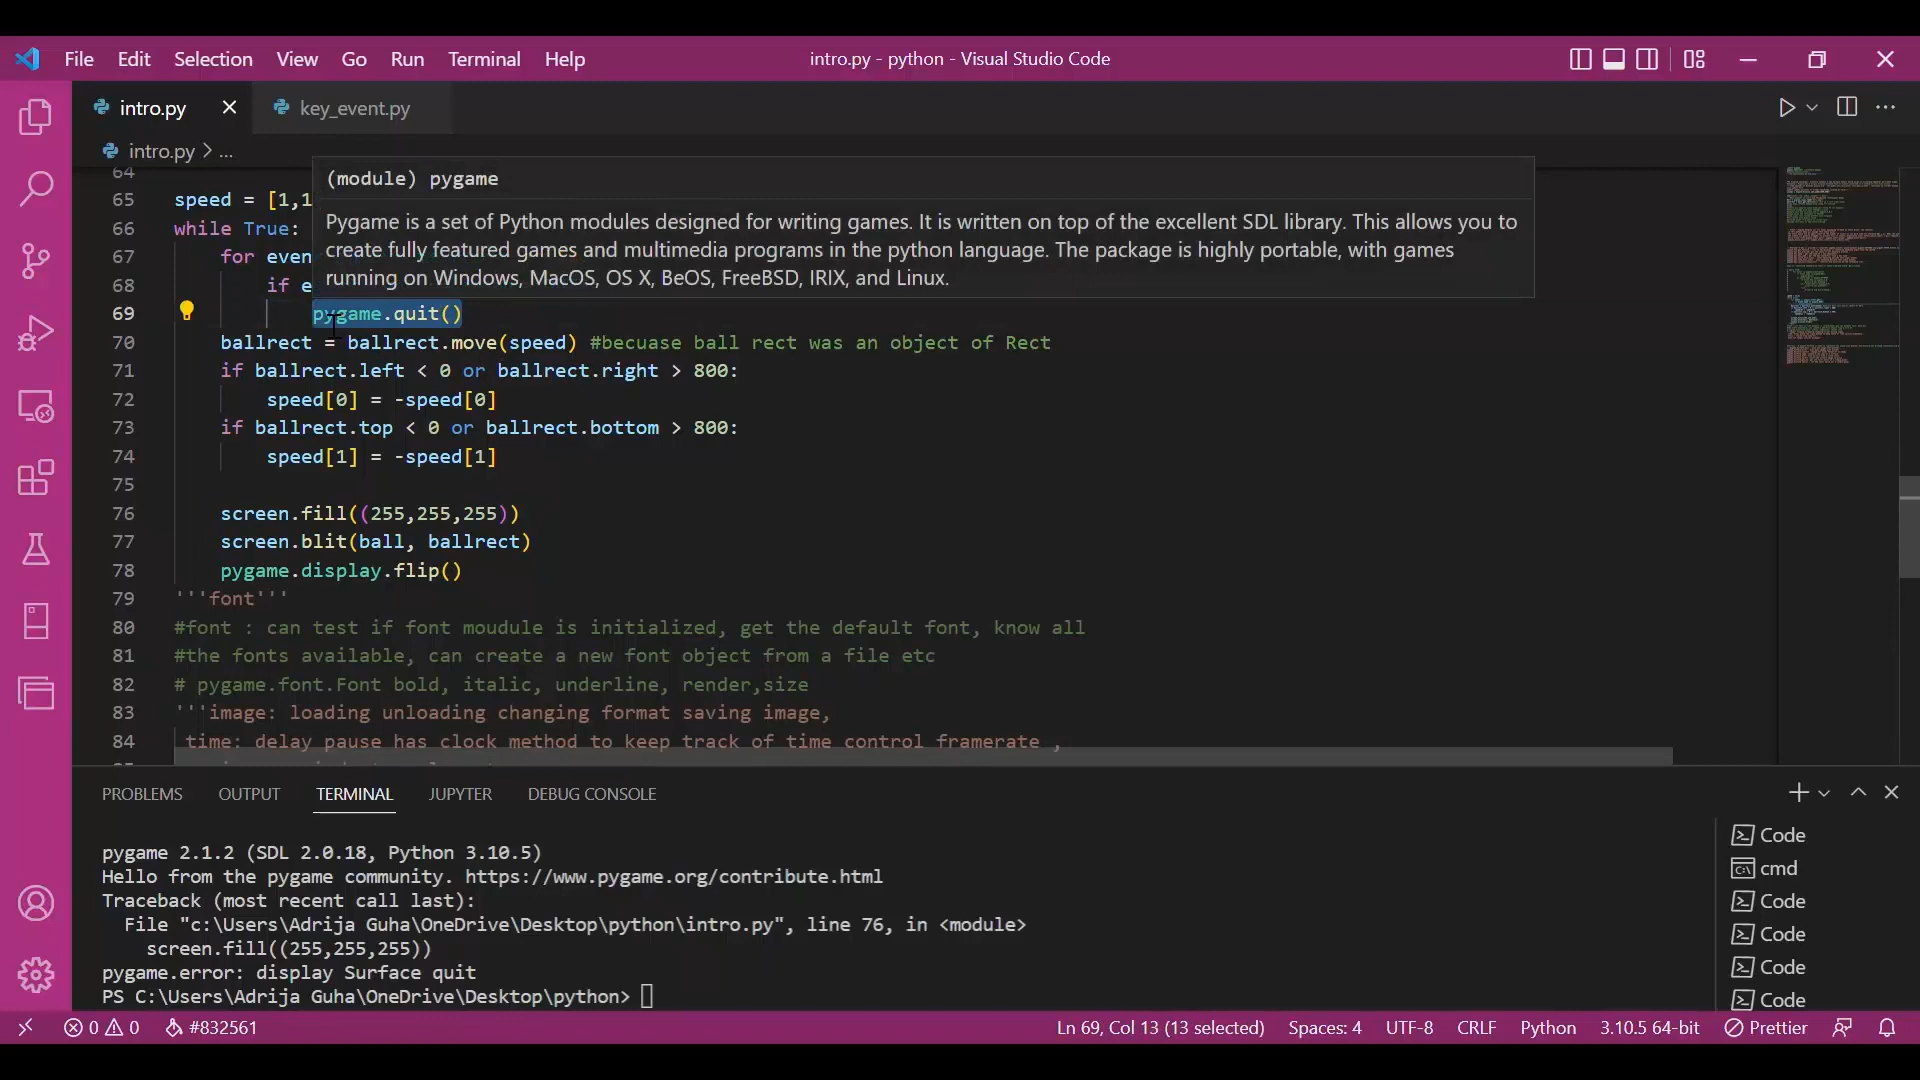 File Edit Selection View Go Run Terminal Help intro.py - python - Visual Studio Code
intro.py key_event.py
intro.py > ...
(module) pygame
Pygame is a set of Python modules designed for writing games. It is written on top of the excellent SDL library. This allows you to
create fully featured games and multimedia programs in the python language. The package is highly portable, with games
running on Windows, MacOS, OS X, BeOS, FreeBSD, IRIX, and Linux.
64
65 speed = [1,1
66 while True:
67 for even
68 if e
69 pygame.quit()
70 ballrect = ballrect.move(speed) #becuase ball rect was an object of Rect
71 if ballrect.left < 0 or ballrect.right > 800:
72 speed[0] = -speed[0]
73 if ballrect.top < 0 or ballrect.bottom > 800:
74 speed[1] = -speed[1]
75
76 screen.fill((255,255,255))
77 screen.blit(ball, ballrect)
78 pygame.display.flip()
79 '''font'''
80 #font : can test if font moudule is initialized, get the default font, know all
81 #the fonts available, can create a new font object from a file etc
82 # pygame.font.Font bold, italic, underline, render,size
83 '''image: loading unloading changing format saving image,
84 time: delay pause has clock method to keep track of time control framerate ,
PROBLEMS OUTPUT TERMINAL JUPYTER DEBUG CONSOLE
pygame 2.1.2 (SDL 2.0.18, Python 3.10.5)
Hello from the pygame community. https://www.pygame.org/contribute.html
Traceback (most recent call last):
File "c:\Users\Adrija Guha\OneDrive\Desktop\python\intro.py", line 76, in <module>
screen.fill((255,255,255))
pygame.error: display Surface quit
PS C:\Users\Adrija Guha\OneDrive\Desktop\python>
Code
cmd
Code
Code
Code
Code
0 0 #832561 Ln 69, Col 13 (13 selected) Spaces: 4 UTF-8 CRLF Python 3.10.5 64-bit Prettier